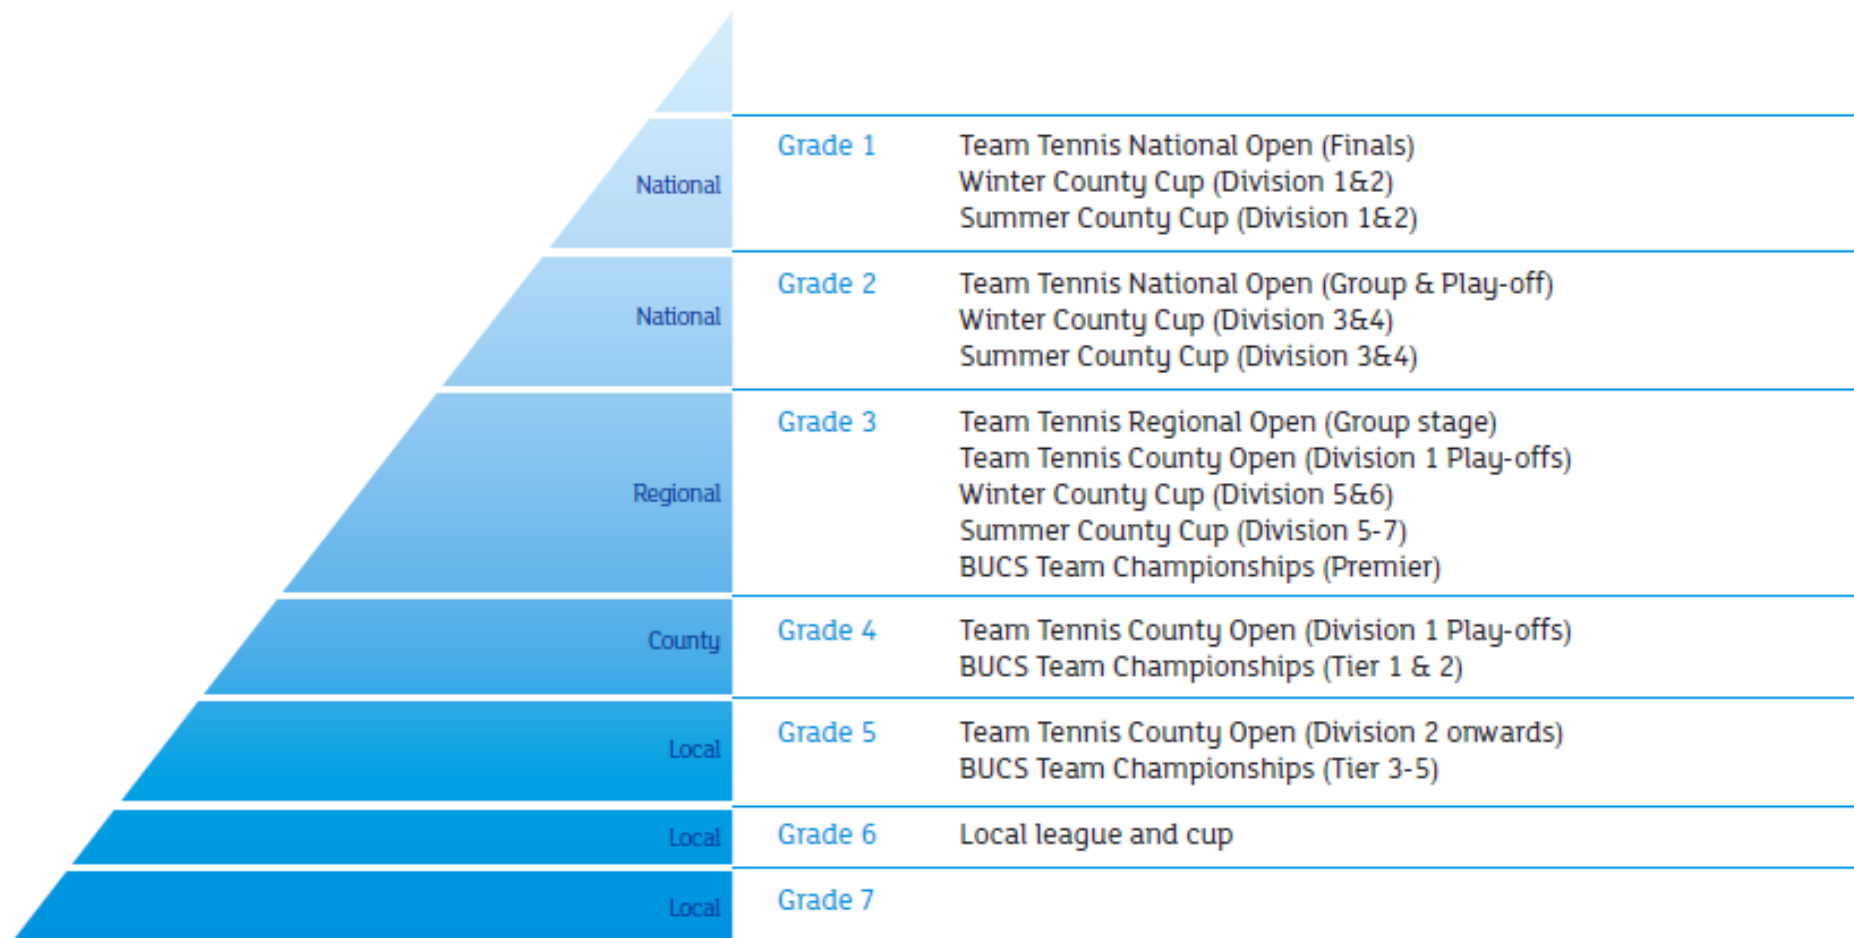 National
Grade 1
Team Tennis National Open (Finals)
Winter County Cup (Division 1&2)
Summer County Cup (Division 1&2)
National
Grade 2
Team Tennis National Open (Group & Play-off)
Winter County Cup (Division 3&4)
Summer County Cup (Division 3&4)
Regional
Grade 3
Team Tennis Regional Open (Group stage)
Team Tennis County Open (Division 1 Play-offs)
Winter County Cup (Division 5&6)
Summer County Cup (Division 5-7)
BUCS Team Championships (Premier)
County
Grade 4
Team Tennis County Open (Division 1 Play-offs)
BUCS Team Championships (Tier 1 & 2)
Local
Grade 5
Team Tennis County Open (Division 2 onwards)
BUCS Team Championships (Tier 3-5)
Local
Grade 6
Local league and cup
Local
Grade 7